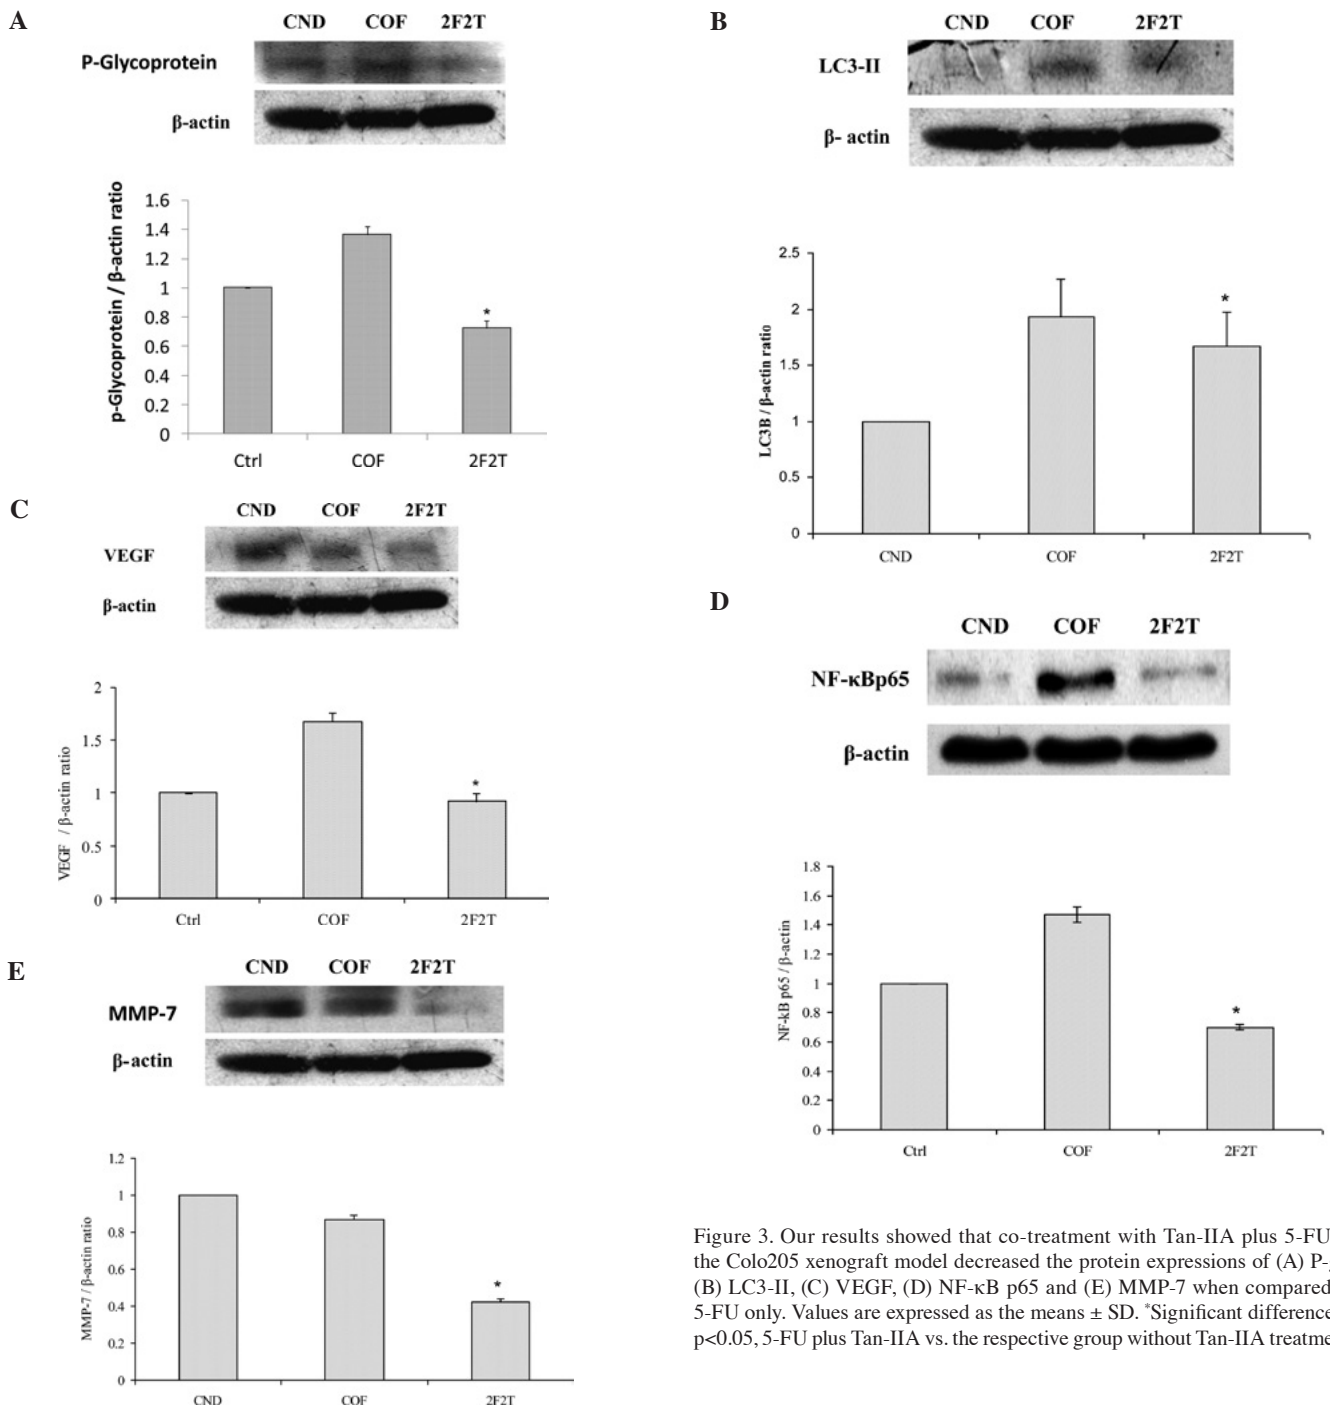 A
CND COF 2F2T
P-Glycoprotein
β-actin
p-Glycoprotein / β-actin ratio
1.6
1.4
1.2
1
0.8
0.6
0.4
0.2
0
*
Ctrl COF 2F2T
B
CND COF 2F2T
LC3-II
β- actin
LC3B / β-actin ratio
2.5
2
1.5
1
0.5
0
*
CND COF 2F2T
C
CND COF 2F2T
VEGF
β-actin
VEGF / β-actin ratio
2
1.5
1
0.5
0
*
Ctrl COF 2F2T
D
CND COF 2F2T
NF-κBp65
β-actin
NF-kB p65 / β-actin
1.8
1.6
1.4
1.2
1
0.8
0.6
0.4
0.2
0
*
Ctrl COF 2F2T
E
CND COF 2F2T
MMP-7
β-actin
MMP-7 / β-actin ratio
1.2
1
0.8
0.6
0.4
0.2
0
*
CND COF 2F2T
Figure 3. Our results showed that co-treatment with Tan-IIA plus 5-FU
the Colo205 xenograft model decreased the protein expressions of (A) P-
(B) LC3-II, (C) VEGF, (D) NF-κB p65 and (E) MMP-7 when compared
5-FU only. Values are expressed as the means ± SD. *Significant difference
p<0.05, 5-FU plus Tan-IIA vs. the respective group without Tan-IIA treatme